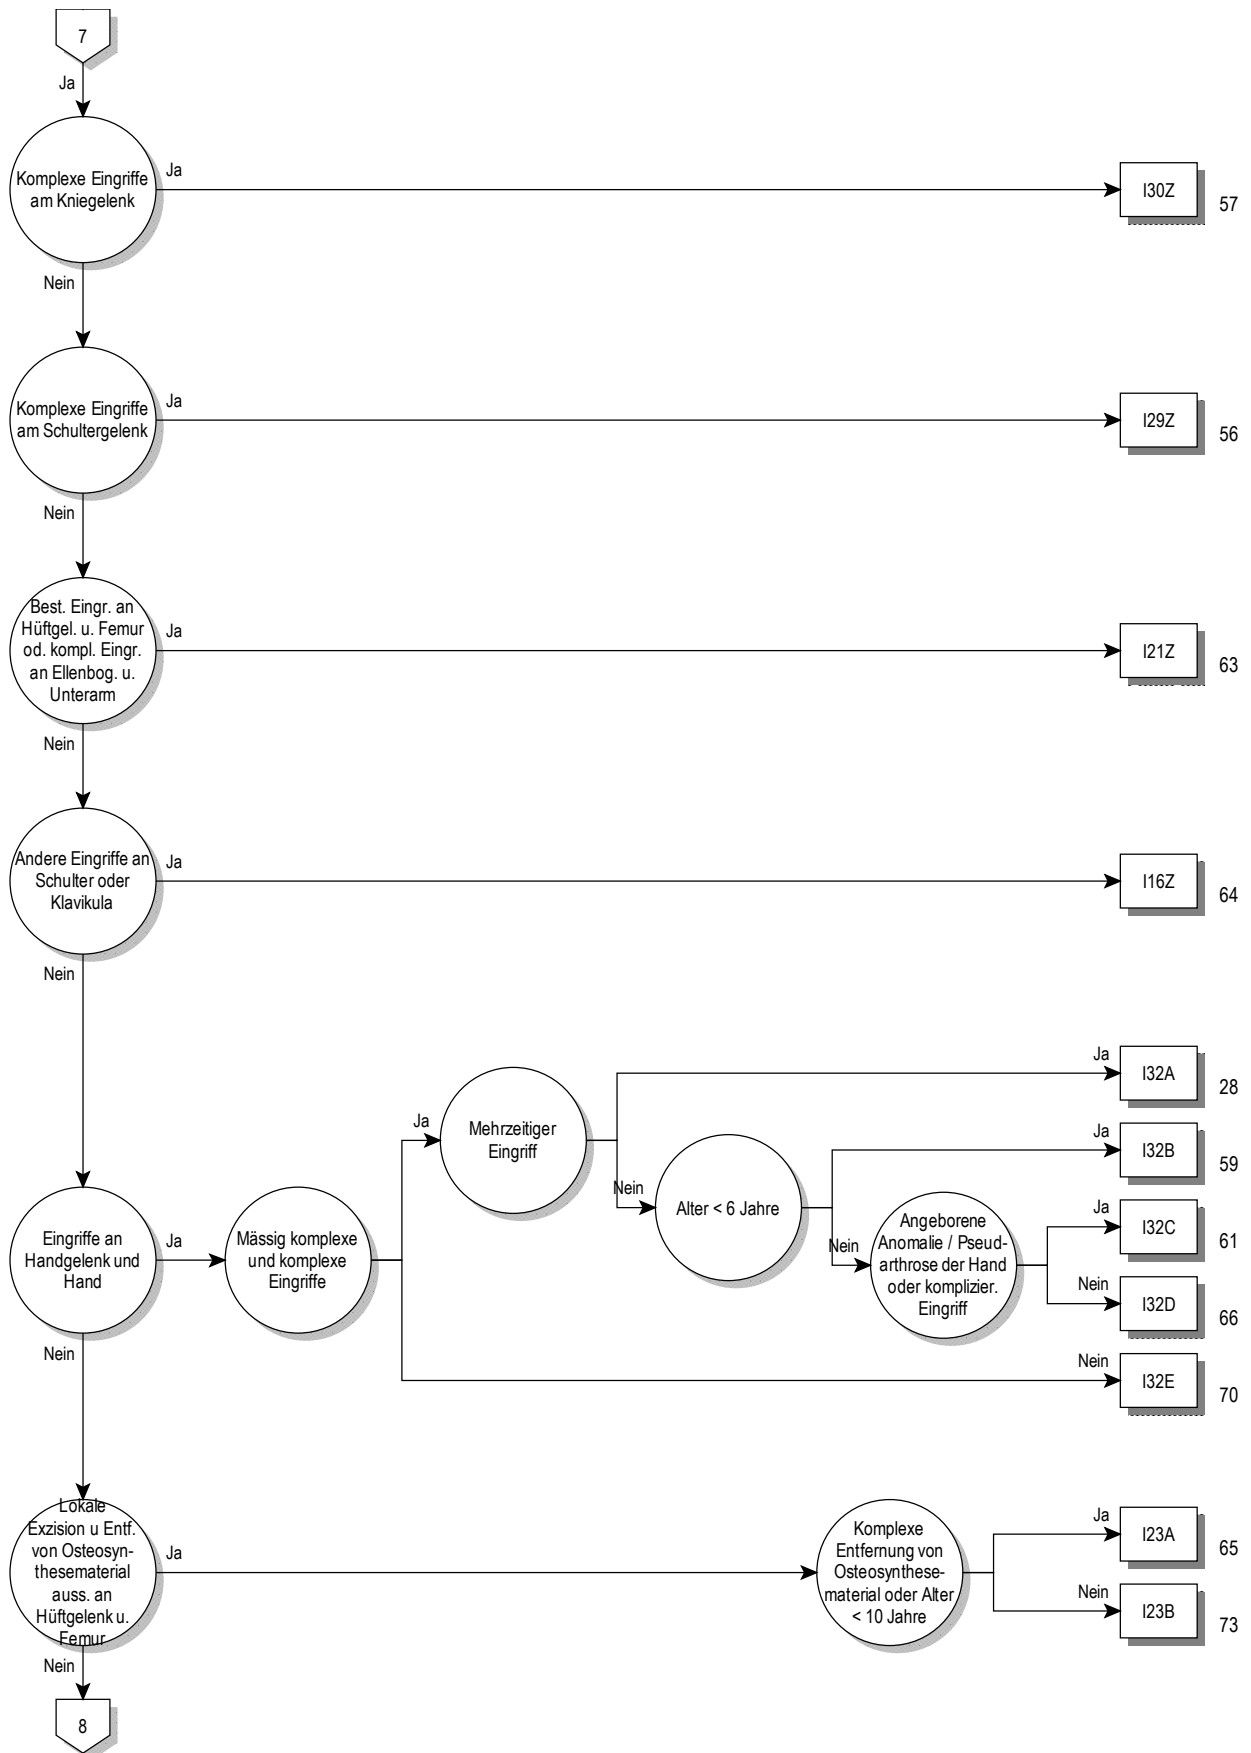 7
Ja
Komplexe Eingriffe
am Kniegelenk
Ja
I30Z
57
Nein
Komplexe Eingriffe
am Schultergelenk
Ja
I29Z
56
Nein
Best. Eingr. an
Hüftgel. u. Femur
od. kompl. Eingr.
an Ellenbog. u.
Unterarm
Ja
I21Z
63
Nein
Andere Eingriffe an
Schulter oder
Klavikula
Ja
I16Z
64
Nein
Eingriffe an
Handgelenk und
Hand
Ja
Mässig komplexe
und komplexe
Eingriffe
Ja
Mehrzeitiger
Eingriff
Ja
I32A
28
Nein
Alter < 6 Jahre
Ja
I32B
59
Nein
Angeborene
Anomalie / Pseud-
arthrose der Hand
oder komplizier.
Eingriff
Ja
I32C
61
Nein
I32D
66
Nein
I32E
70
Nein
Lokale
Exzision u Entf.
von Osteosyn-
thesematerial
auss. an
Hüftgelenk u.
Femur
Ja
Komplexe
Entfernung von
Osteosynthese-
material oder Alter
< 10 Jahre
Ja
I23A
65
Nein
I23B
73
Nein
8